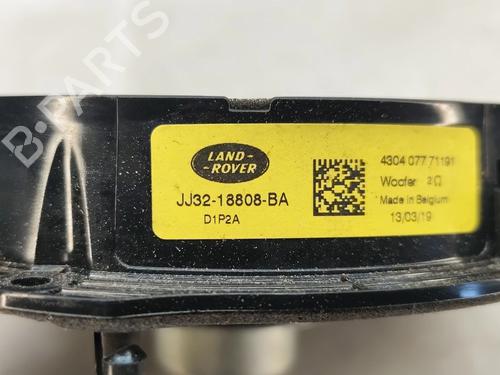 B-PARTS
LAND-
ROVER
JJ32-18808-BA
D1P2A
4304 077 71191
Woofer 2Ω
Made in Belgium
13/03/19